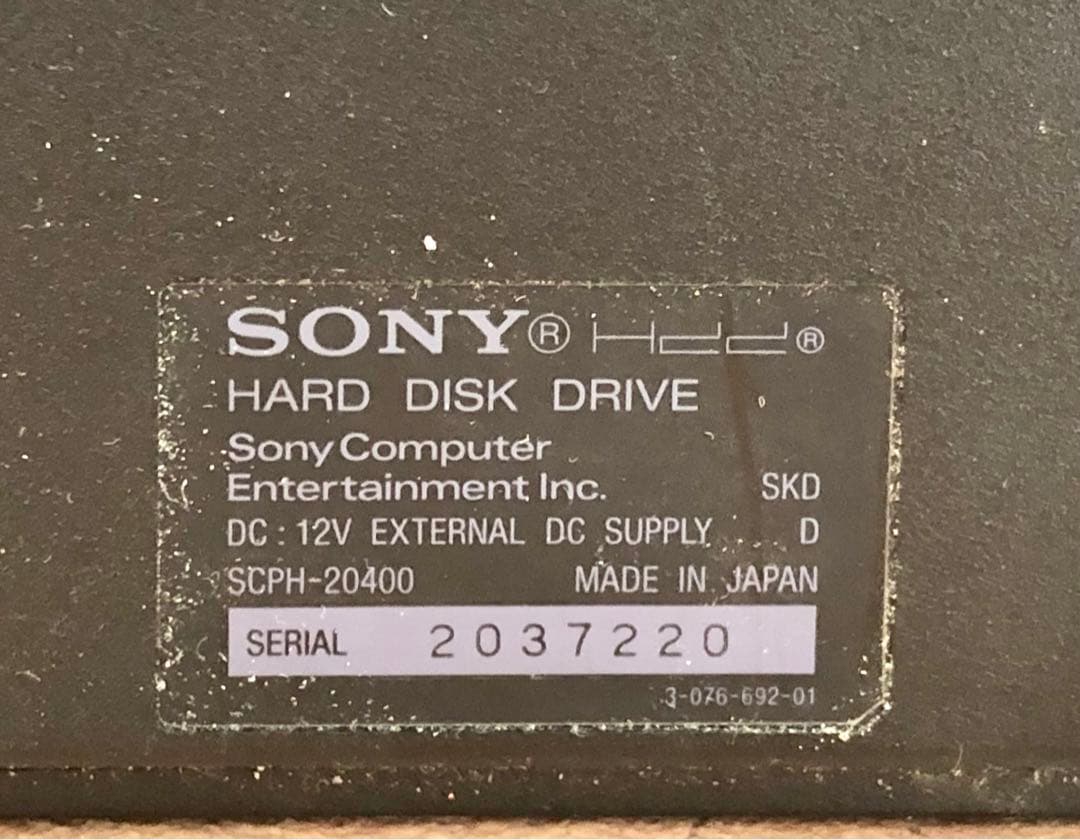 SONY® HDD®
HARD DISK DRIVE
Sony Computer
Entertainment Inc. SKD
DC : 12V EXTERNAL DC SUPPLY D
SCPH-20400 MADE IN JAPAN
SERIAL 2037220
3-076-692-01